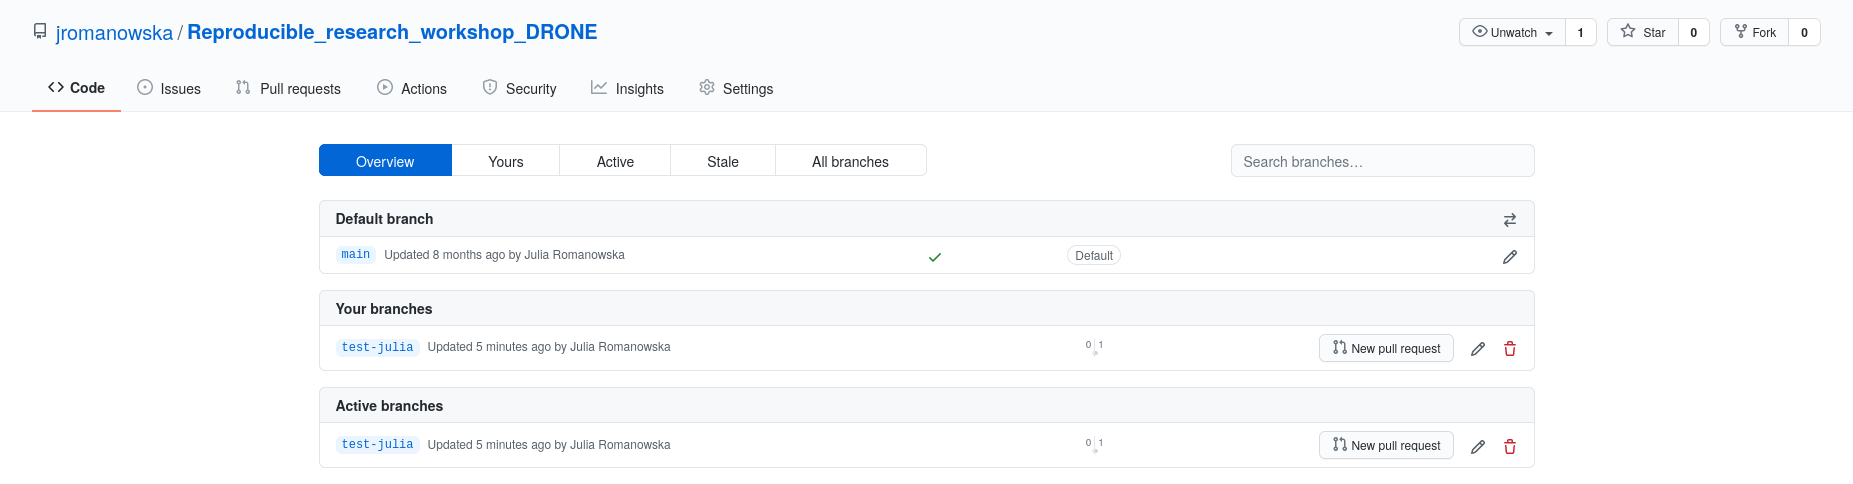 jromanowska / Reproducible_research_workshop_DRONE
Unwatch 1 Star 0 Fork 0
Code Issues Pull requests Actions Security Insights Settings
Overview Yours Active Stale All branches
Search branches...
Default branch
main Updated 8 months ago by Julia Romanowska Default
Your branches
test-julia Updated 5 minutes ago by Julia Romanowska 0 1 New pull request
Active branches
test-julia Updated 5 minutes ago by Julia Romanowska 0 1 New pull request